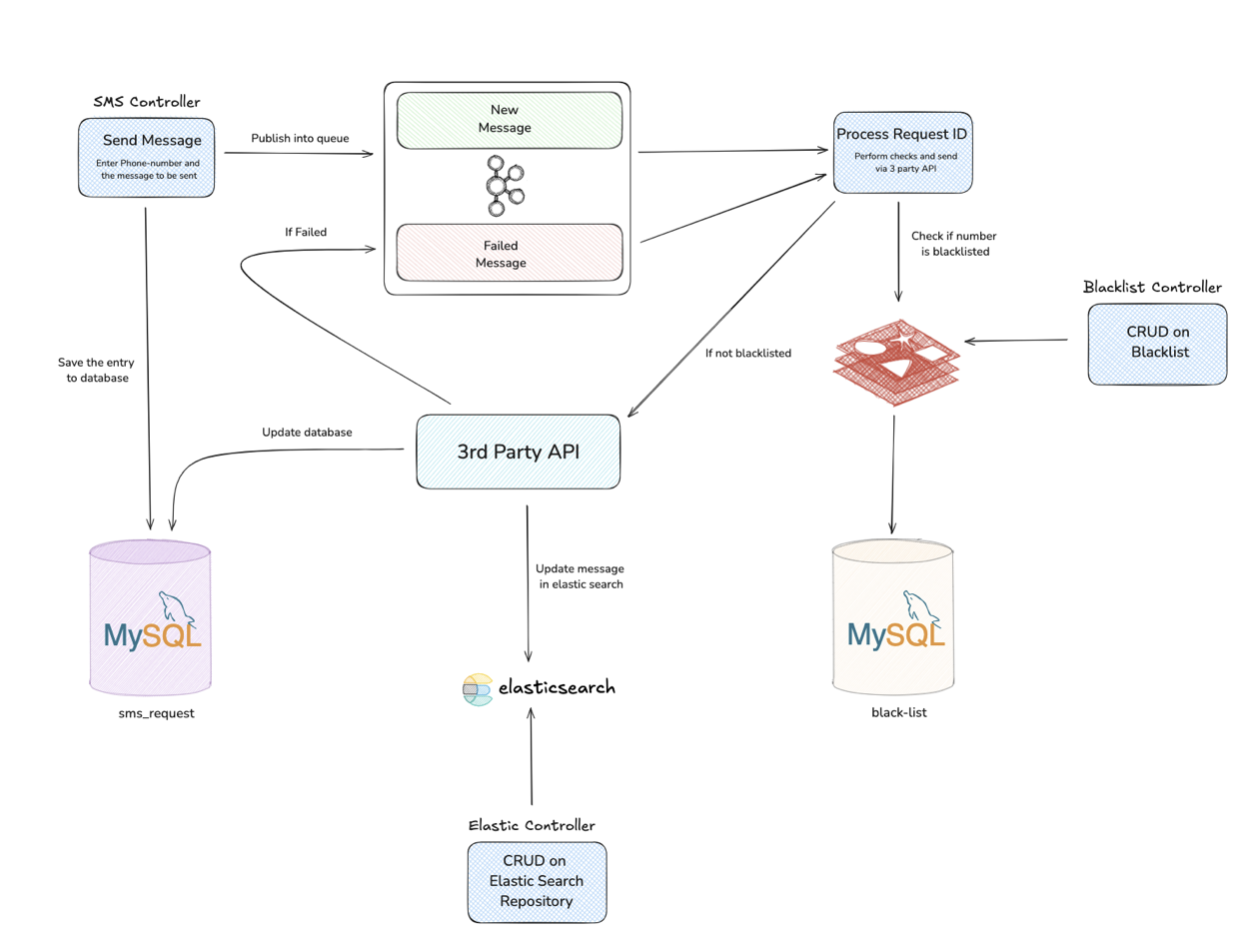 SMS Controller
Send Message
Enter Phone-number and
the message to be sent
Publish into queue
New
Message
Failed
Message
If Failed
Process Request ID
Perform checks and send
via 3 party API
Check if number
is blacklisted
Blacklist Controller
CRUD on
Blacklist
If not blacklisted
Save the entry
to database
Update database
3rd Party API
Update message
in elastic search
MySQL
sms_request
elasticsearch
MySQL
black-list
Elastic Controller
CRUD on
Elastic Search
Repository